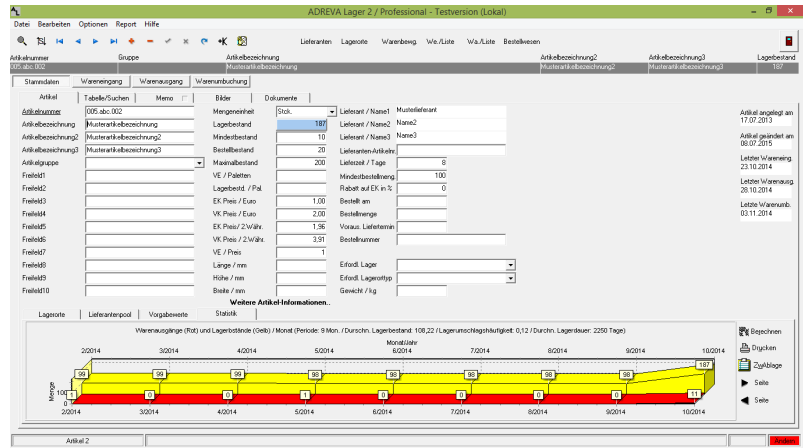 ADREVA Lager 2 / Professional - Testversion (Lokal)
Datei Bearbeiten Optionen Report Hilfe
Lieferanten Lagerorte Warenbewg. We./Liste Wa./Liste Bestellwesen
Artikelnummer Gruppe Artikelbezeichnung Artikelbezeichnung2 Artikelbezeichnung3 Lagerbestand
005.abc.002 Musterartikelbezeichnung Musterartikelbezeichnung2 Musterartikelbezeichnung3 187
Stammdaten Wareneingang Warenausgang Warenumbuchung
Artikel Tabelle/Suchen Memo Bilder Dokumente
Artikelnummer 005.abc.002 Mengeneinheit Stck. Lieferant / Name1 Musterlieferant
Artikelbezeichnung Musterartikelbezeichnung Lagerbestand 187 Lieferant / Name2 Name2
Artikelbezeichnung2 Musterartikelbezeichnung2 Mindestbestand 10 Lieferant / Name3 Name3
Artikelbezeichnung3 Musterartikelbezeichnung3 Bestellbestand 20 Lieferanten-Artikelnr.
Artikelgruppe Maximalbestand 200 Lieferzeit / Tage 8
Freifeld1 VE / Paletten Mindestbestellmeng. 100
Freifeld2 Lagerbestd. / Pal. Rabatt auf EK in % 0
Freifeld3 EK Preis / Euro 1,00 Bestellt am
Freifeld4 VK Preis / Euro 2,00 Bestellmenge
Freifeld5 EK Preis/ 2.Währ. 1,96 Voraus. Liefertermin
Freifeld6 VK Preis / 2.Währ. 3,91 Bestellnummer
Freifeld7 VE / Preis 1
Freifeld8 Länge / mm Erfordl. Lager
Freifeld9 Höhe / mm Erfordl. Lagerorttyp
Freifeld10 Breite / mm Gewicht / kg
Artikel angelegt am
17.07.2013
Artikel geändert am
08.07.2015
Letzter Wareneing.
23.10.2014
Letzter Warenausg.
28.10.2014
Letzte Warenumb.
03.11.2014
Weitere Artikel-Informationen..
Lagerorte Lieferantenpool Vorgabewerte Statistik
Warenausgänge (Rot) und Lagerbstände (Gelb) / Monat (Periode: 9 Mon. / Durschn. Lagerbestand: 108,22 / Lagerumschlagshäufigkeit: 0,12 / Durchn. Lagerdauer: 2250 Tage)
Monat/Jahr
2/2014 3/2014 4/2014 5/2014 6/2014 7/2014 8/2014 9/2014 10/2014
187
99 99 99 98 98 98 98 98
Menge
100 1 0 0 1 0 0 0 0 11
0
2/2014 3/2014 4/2014 5/2014 6/2014 7/2014 8/2014 9/2014 10/2014
Berechnen
Drucken
ZwAblage
Seite
Seite
Artikel 2 Ändern